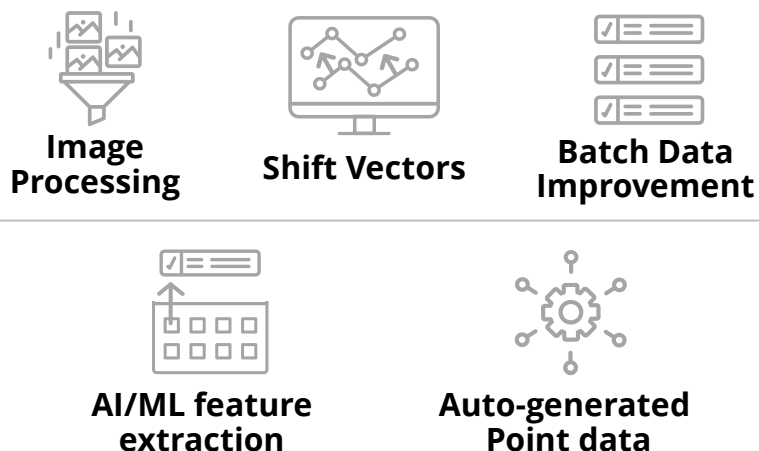 Image
Processing
Shift Vectors
Batch Data
Improvement
AI/ML feature
extraction
Auto-generated
Point data